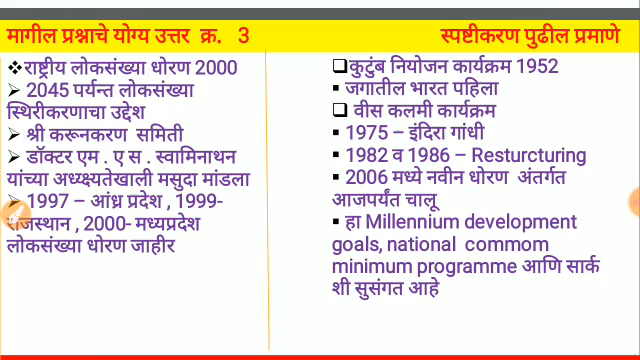 मागील प्रश्नाचे योग्य उत्तर क्र. 3
स्पष्टीकरण पुढील प्रमाणे
❖राष्ट्रीय लोकसंख्या धोरण 2000
➢ 2045 पर्यन्त लोकसंख्या
स्थिरीकरणाचा उद्देश
➢ श्री करूनकरण समिती
➢ डॉक्टर एम . ए स . स्वामिनाथन
यांच्या अध्यक्ष्यतेखाली मसुदा मांडला
➢ 1997 – आंध्र प्रदेश , 1999-
राजस्थान , 2000- मध्यप्रदेश
लोकसंख्या धोरण जाहीर
❑कुटुंब नियोजन कार्यक्रम 1952
▪ जगातील भारत पहिला
❑ वीस कलमी कार्यक्रम
▪ 1975 – इंदिरा गांधी
▪ 1982 व 1986 – Resturcturing
▪ 2006 मध्ये नवीन धोरण अंतर्गत
आजपर्यंत चालू
▪ हा Millennium development
goals, national commom
minimum programme आणि सार्क
शी सुसंगत आहे